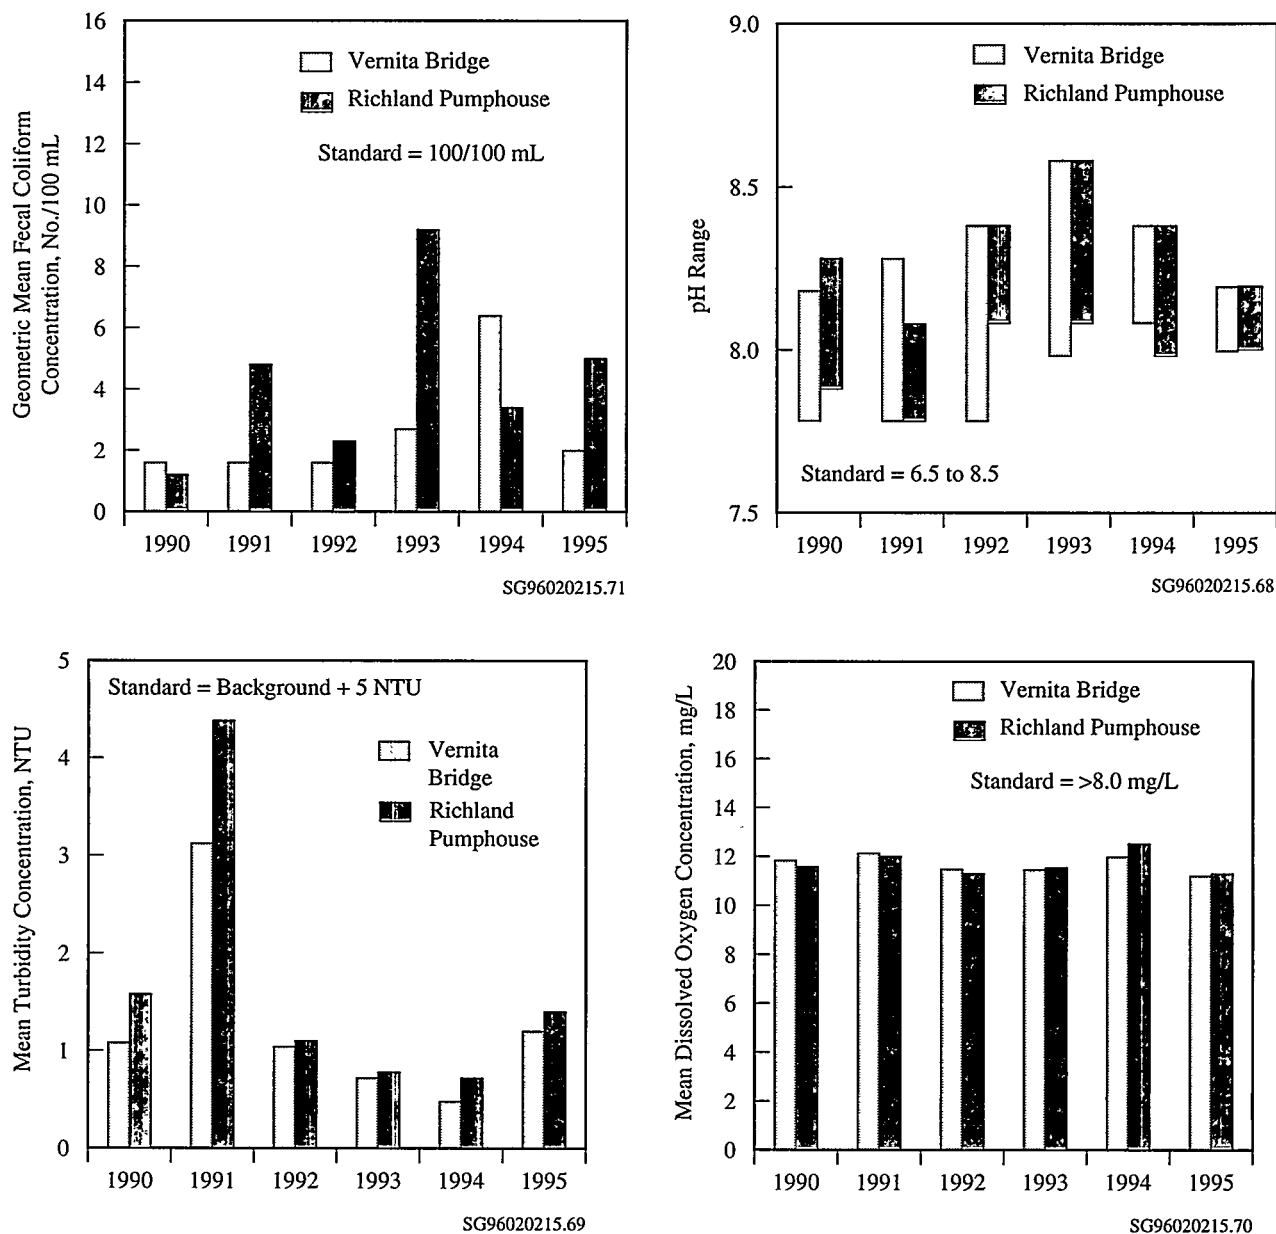 Geometric Mean Fecal Coliform
Concentration, No./100 mL
16
14
12
10
8
6
4
2
0
Vernita Bridge
Richland Pumphouse
Standard = 100/100 mL
1990 1991 1992 1993 1994 1995
SG96020215.71
pH Range
9.0
8.5
8.0
7.5
Vernita Bridge
Richland Pumphouse
Standard = 6.5 to 8.5
1990 1991 1992 1993 1994 1995
SG96020215.68
Mean Turbidity Concentration, NTU
5
4
3
2
1
0
Standard = Background + 5 NTU
Vernita
Bridge
Richland
Pumphouse
1990 1991 1992 1993 1994 1995
SG96020215.69
Mean Dissolved Oxygen Concentration, mg/L
20
18
16
14
12
10
8
6
4
2
0
Vernita Bridge
Richland Pumphouse
Standard = >8.0 mg/L
1990 1991 1992 1993 1994 1995
SG96020215.70